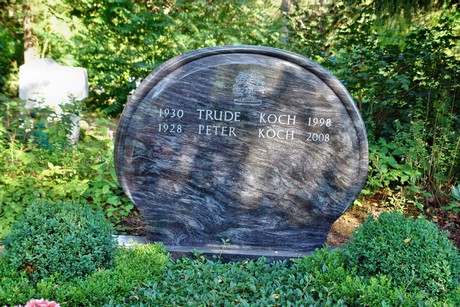 1930 TRUDE KOCH 1998
1928 PETER KOCH 2008